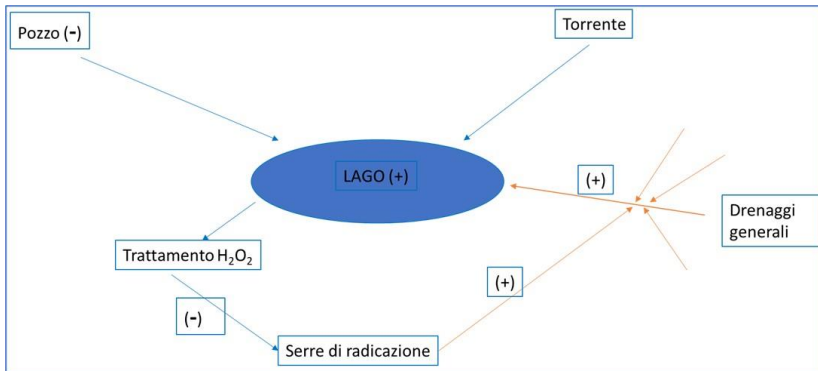 Pozzo (-)
Torrente
LAGO (+)
(+)
Drenaggi
generali
Trattamento H₂O₂
(+)
(-)
Serre di radicazione